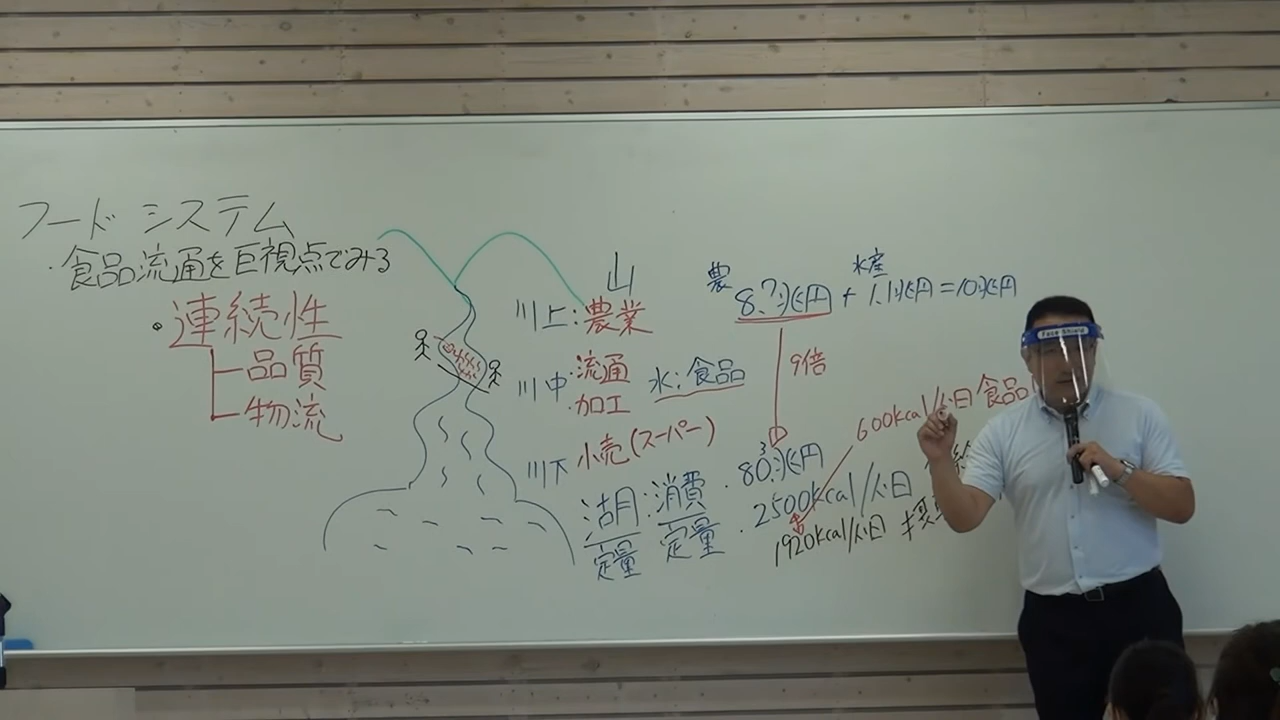 フードシステム
・食品流通を巨視点でみる
・連続性
品質
物流
山
川上：農業
川中・流通
・加工
水：食品
川下 小売(スーパー)
湖：消費
定量 定量
農 水産
8.7兆円 + 1.1兆円 = 10兆円
9倍
・80.3兆円
600kcal/人日 食品
・2500kcal/人日
1920kcal/人日
Face Shield